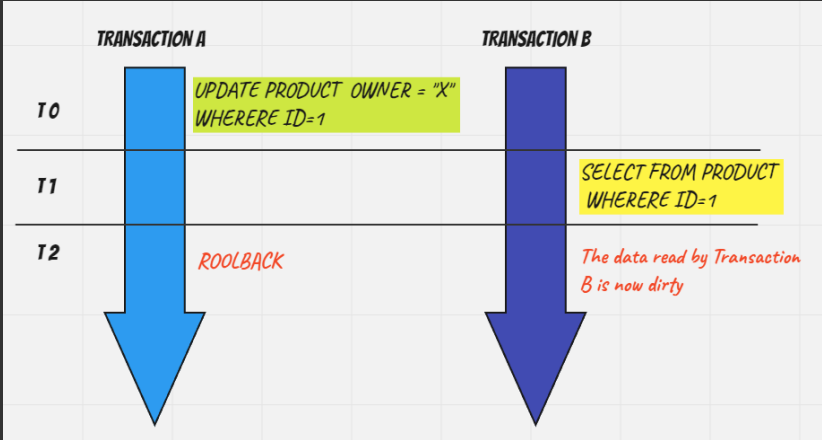 TRANSACTION A
TRANSACTION B
T0
UPDATE PRODUCT OWNER = "X"
WHERERE ID=1
T1
SELECT FROM PRODUCT
WHERERE ID=1
T2
ROOLBACK
The data read by Transaction
B is now dirty